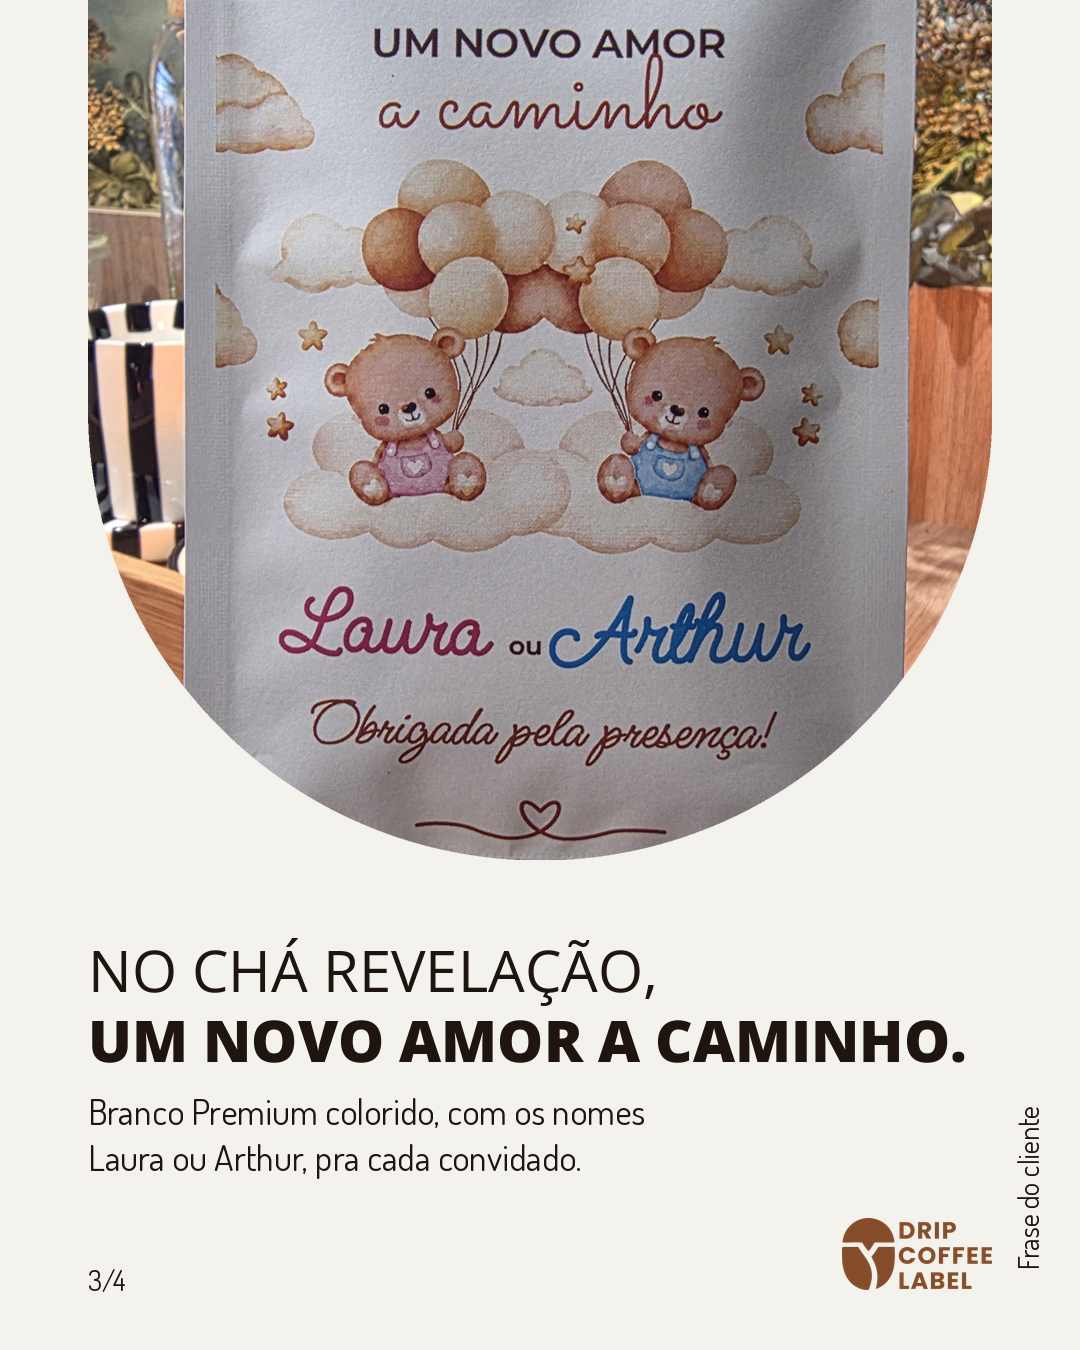 UM NOVO AMOR
a caminho
Laura ou Arthur
Obrigada pela presença!
NO CHÁ REVELAÇÃO,
UM NOVO AMOR A CAMINHO.
Branco Premium colorido, com os nomes
Laura ou Arthur, pra cada convidado.
Frase do cliente
3/4
DRIP
COFFEE
LABEL